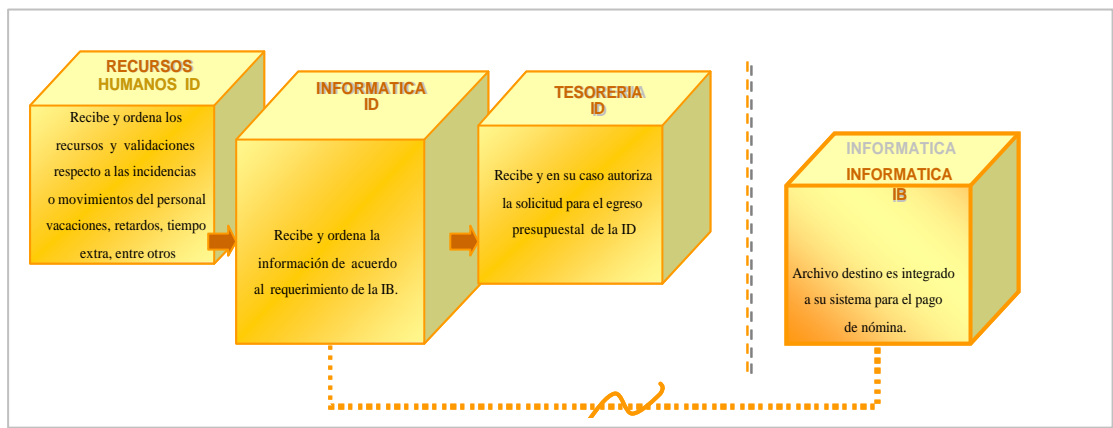 RECURSOS
HUMANOS ID
Recibe y ordena los
recursos y validaciones
respecto a las incidencias
o movimientos del personal
vacaciones, retardos, tiempo
extra, entre otros
INFORMATICA
ID
Recibe y ordena la
información de acuerdo
al requerimiento de la IB.
TESORERIA
ID
Recibe y en su caso autoriza
la solicitud para el egreso
presupuestal de la ID
INFORMATICA
INFORMATICA
IB
Archivo destino es integrado
a su sistema para el pago
de nómina.